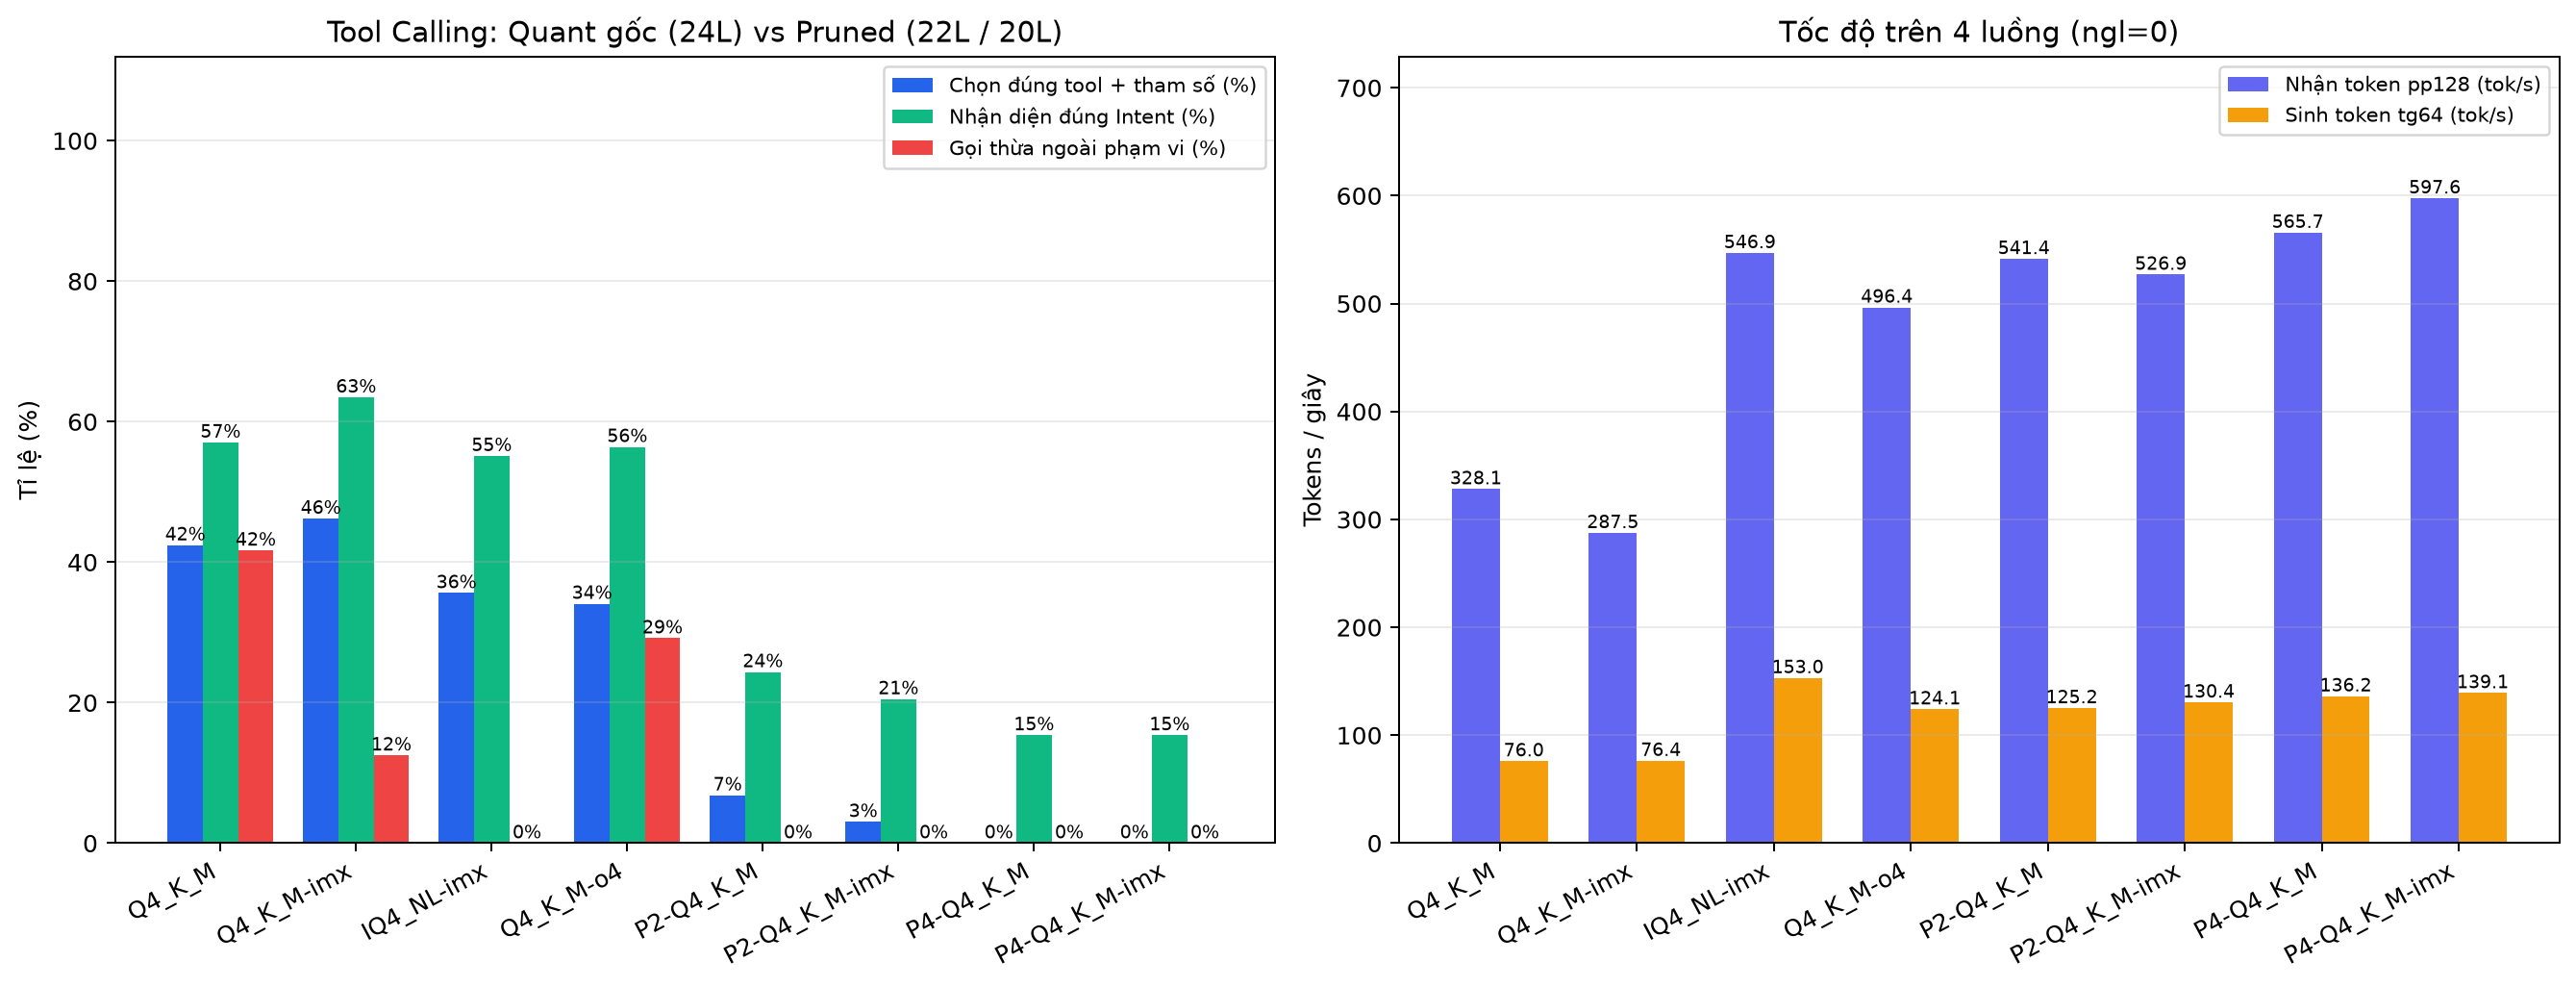 Tool Calling: Quant gốc (24L) vs Pruned (22L / 20L)
Chọn đúng tool + tham số (%)
Nhận diện đúng Intent (%)
Gọi thừa ngoài phạm vi (%)
Tỉ lệ (%)
100
80
60
40
20
0
42%
57%
42%
46%
63%
12%
36%
55%
0%
34%
56%
29%
7%
24%
0%
3%
21%
0%
0%
15%
0%
0%
15%
0%
Q4_K_M
Q4_K_M-imx
IQ4_NL-imx
Q4_K_M-o4
P2-Q4_K_M
P2-Q4_K_M-imx
P4-Q4_K_M
P4-Q4_K_M-imx
Tốc độ trên 4 luồng (ngl=0)
Nhận token pp128 (tok/s)
Sinh token tg64 (tok/s)
Tokens / giây
700
600
500
400
300
200
100
0
328.1
76.0
287.5
76.4
546.9
153.0
496.4
124.1
541.4
125.2
526.9
130.4
565.7
136.2
597.6
139.1
Q4_K_M
Q4_K_M-imx
IQ4_NL-imx
Q4_K_M-o4
P2-Q4_K_M
P2-Q4_K_M-imx
P4-Q4_K_M
P4-Q4_K_M-imx